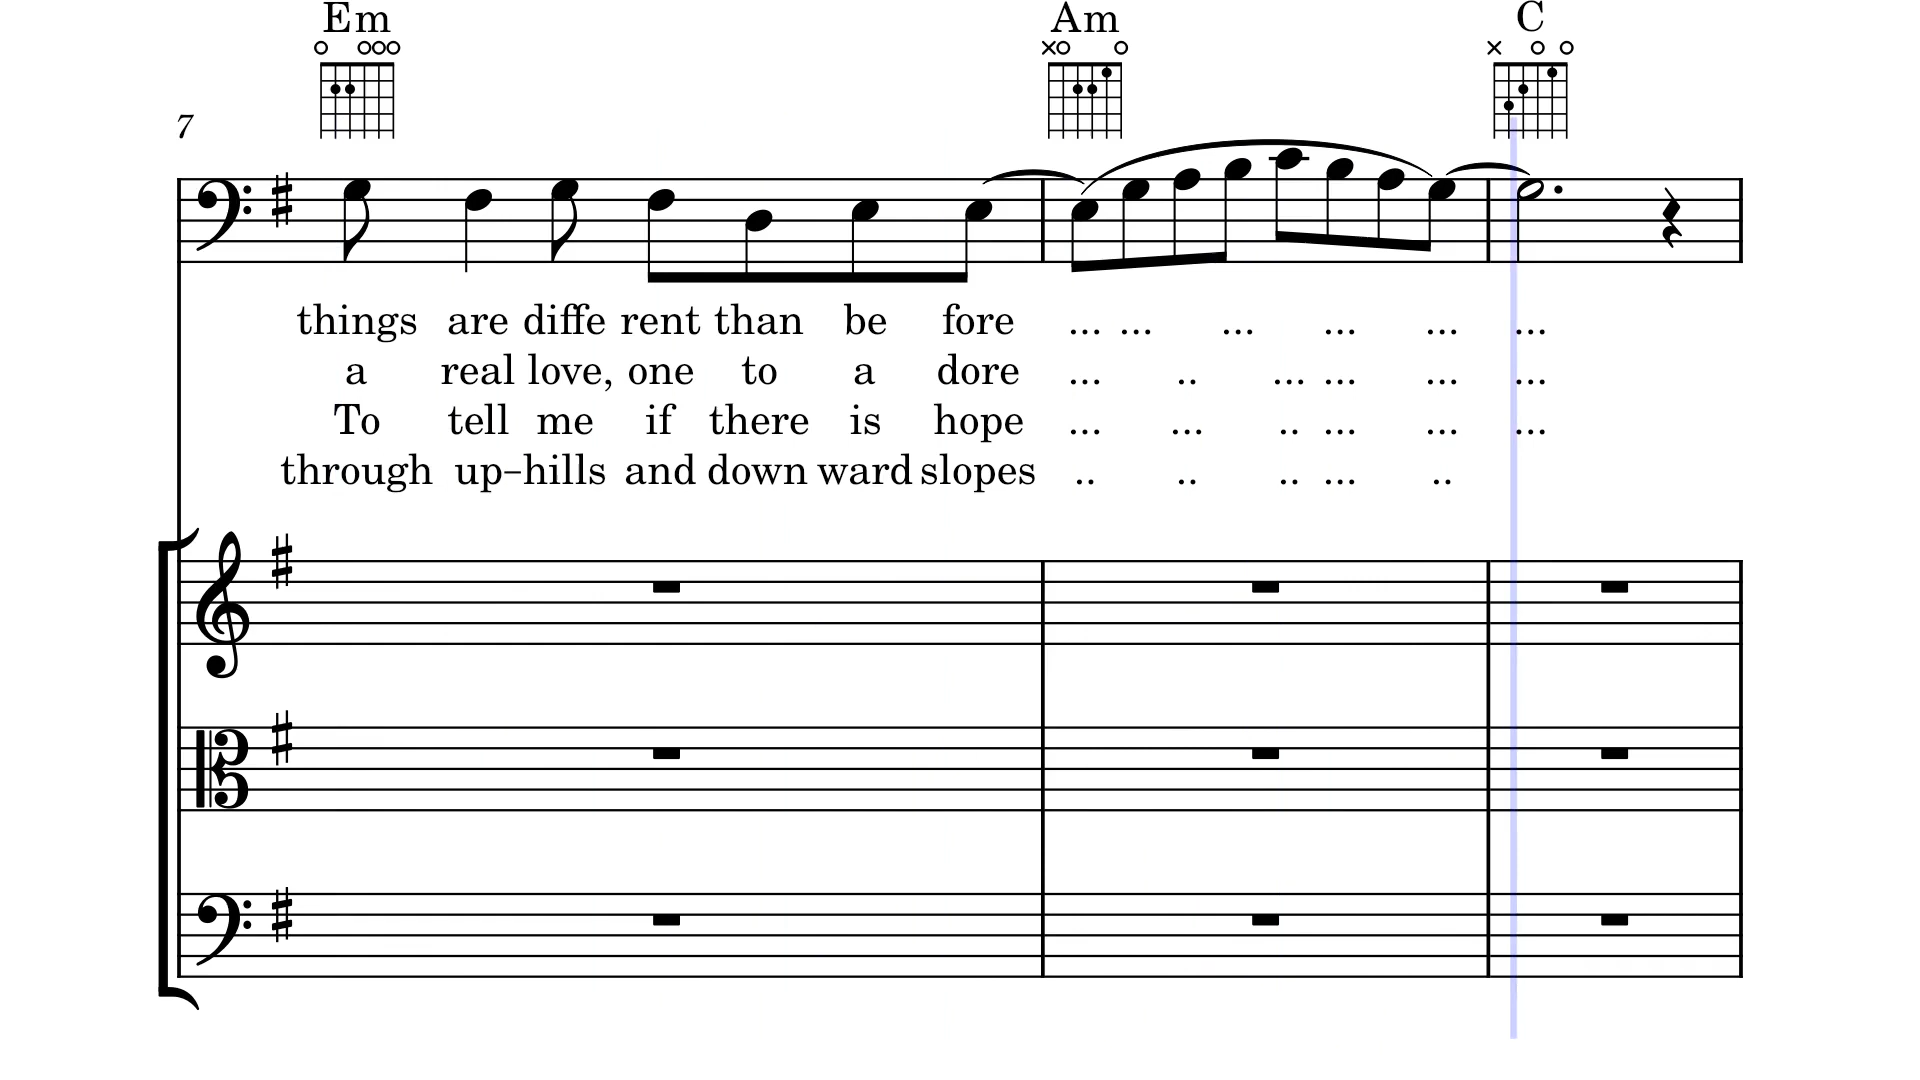 Em Am C
7
things are diffe rent than be fore ... ... ... ... ... ...
a real love, one to a dore ... .. ... ... ... ...
To tell me if there is hope ... ... .. ... ... ...
through up-hills and down ward slopes .. .. .. ... ..